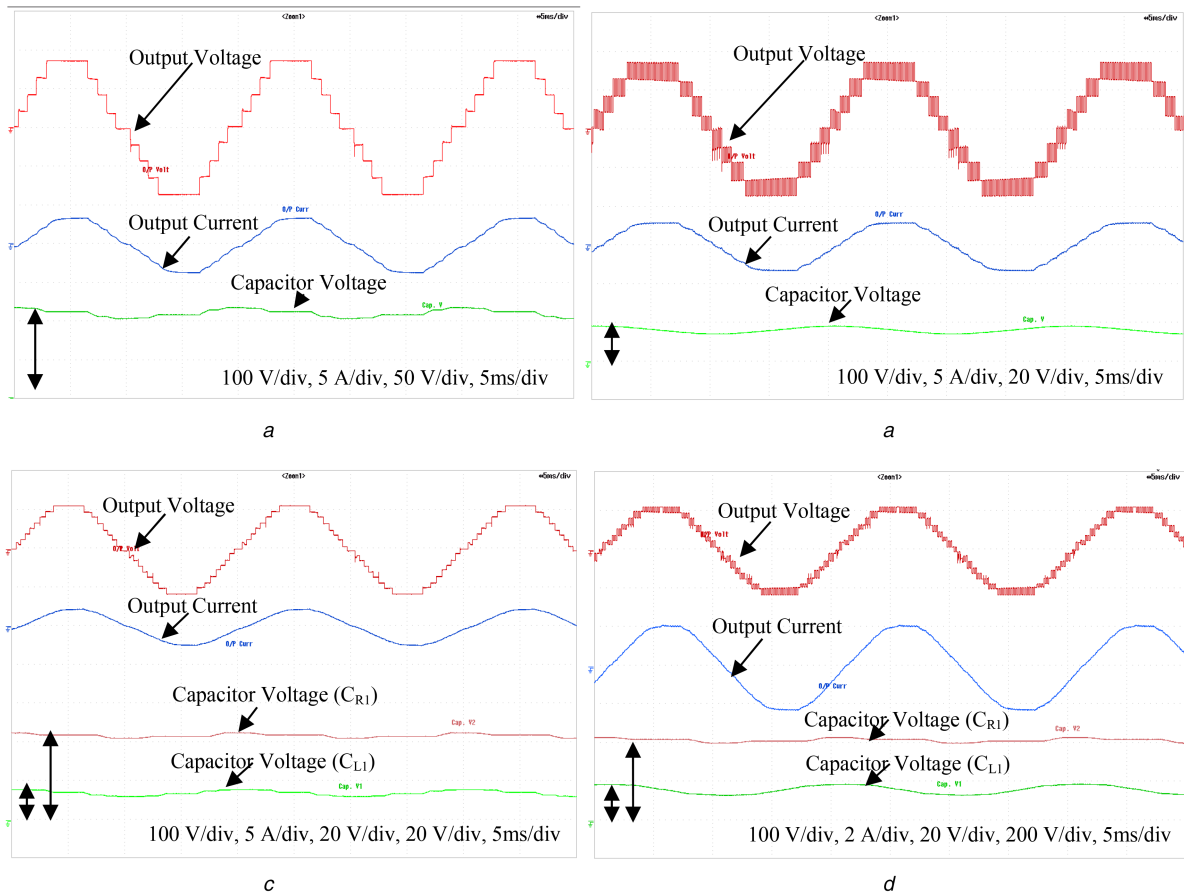 <Zoom1>
5ms/div
Output Voltage
O/P Volt
O/P Curr
Output Current
Capacitor Voltage
Cap. V
100 V/div, 5 A/div, 50 V/div, 5ms/div
a
<Zoom1>
5ms/div
Output Voltage
O/P Volt
O/P Curr
Output Current
Capacitor Voltage
Cap. V
100 V/div, 5 A/div, 20 V/div, 5ms/div
a
<Zoom1>
5ms/div
Output Voltage
O/P Volt
Output Current
O/P Curr
Capacitor Voltage (CR1)
Cap. V2
Capacitor Voltage (CL1)
Cap. V1
100 V/div, 5 A/div, 20 V/div, 20 V/div, 5ms/div
c
<Zoom1>
5ms/div
Output Voltage
O/P Volt
Output Current
O/P Curr
Capacitor Voltage (CR1)
Cap. V2
Capacitor Voltage (CL1)
Cap. V1
100 V/div, 2 A/div, 20 V/div, 200 V/div, 5ms/div
d